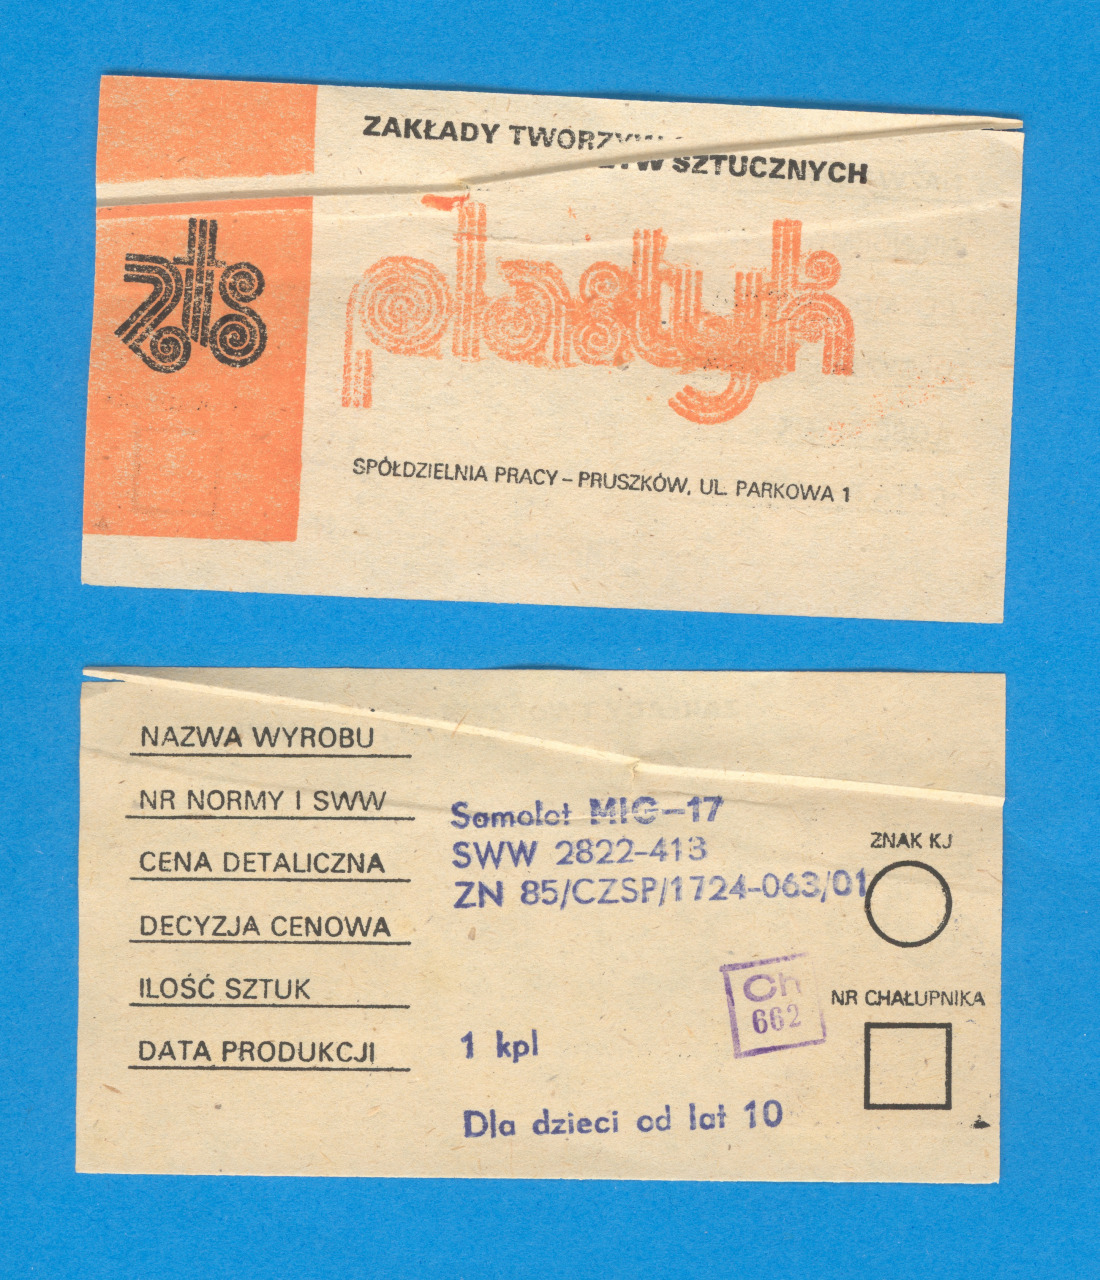 ZAKŁADY TWORZYW SZTUCZNYCH
zts
plastyk
SPÓŁDZIELNIA PRACY – PRUSZKÓW, UL. PARKOWA 1
NAZWA WYROBU
NR NORMY I SWW
CENA DETALICZNA
DECYZJA CENOWA
ILOŚĆ SZTUK
DATA PRODUKCJI
Samolot MIG–17
SWW 2822-413
ZN 85/CZSP/1724-063/01
1 kpl
Dla dzieci od lat 10
Ch
662
ZNAK KJ
NR CHAŁUPNIKA